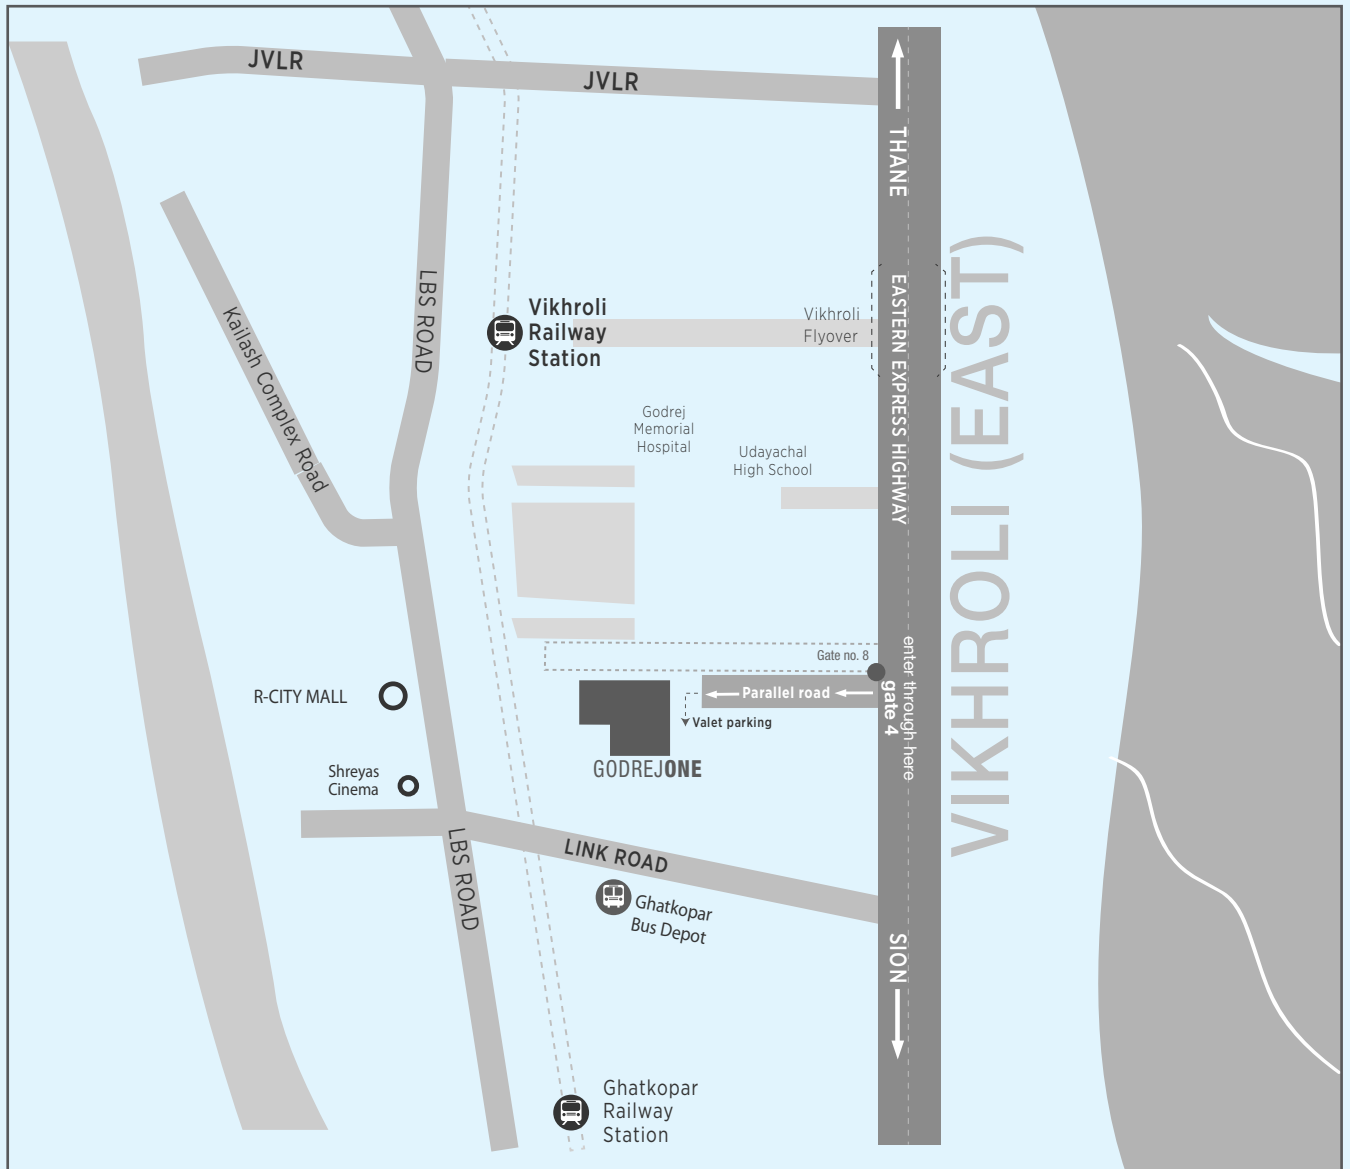 JVLR
JVLR
THANE
LBS ROAD
Kailash Complex Road
Vikhroli
Railway
Station
Vikhroli
Flyover
EASTERN EXPRESS HIGHWAY
VIKHROLI (EAST)
Godrej
Memorial
Hospital
Udayachal
High School
Gate no. 8
enter through here
gate 4
Parallel road
Valet parking
R-CITY MALL
GODREJONE
Shreyas
Cinema
LBS ROAD
LINK ROAD
Ghatkopar
Bus Depot
SION
Ghatkopar
Railway
Station